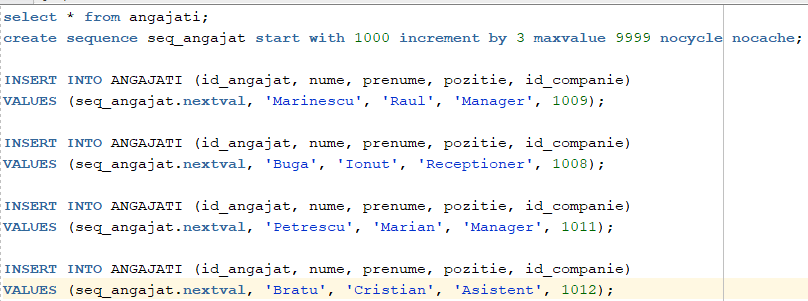 select * from angajati;
create sequence seq_angajat start with 1000 increment by 3 maxvalue 9999 nocycle nocache;
INSERT INTO ANGAJATI (id_angajat, nume, prenume, pozitie, id_companie)
VALUES (seq_angajat.nextval, 'Marinescu', 'Raul', 'Manager', 1009);
INSERT INTO ANGAJATI (id_angajat, nume, prenume, pozitie, id_companie)
VALUES (seq_angajat.nextval, 'Buga', 'Ionut', 'Receptioner', 1008);
INSERT INTO ANGAJATI (id_angajat, nume, prenume, pozitie, id_companie)
VALUES (seq_angajat.nextval, 'Petrescu', 'Marian', 'Manager', 1011);
INSERT INTO ANGAJATI (id_angajat, nume, prenume, pozitie, id_companie)
VALUES (seq_angajat.nextval, 'Bratu', 'Cristian', 'Asistent', 1012);